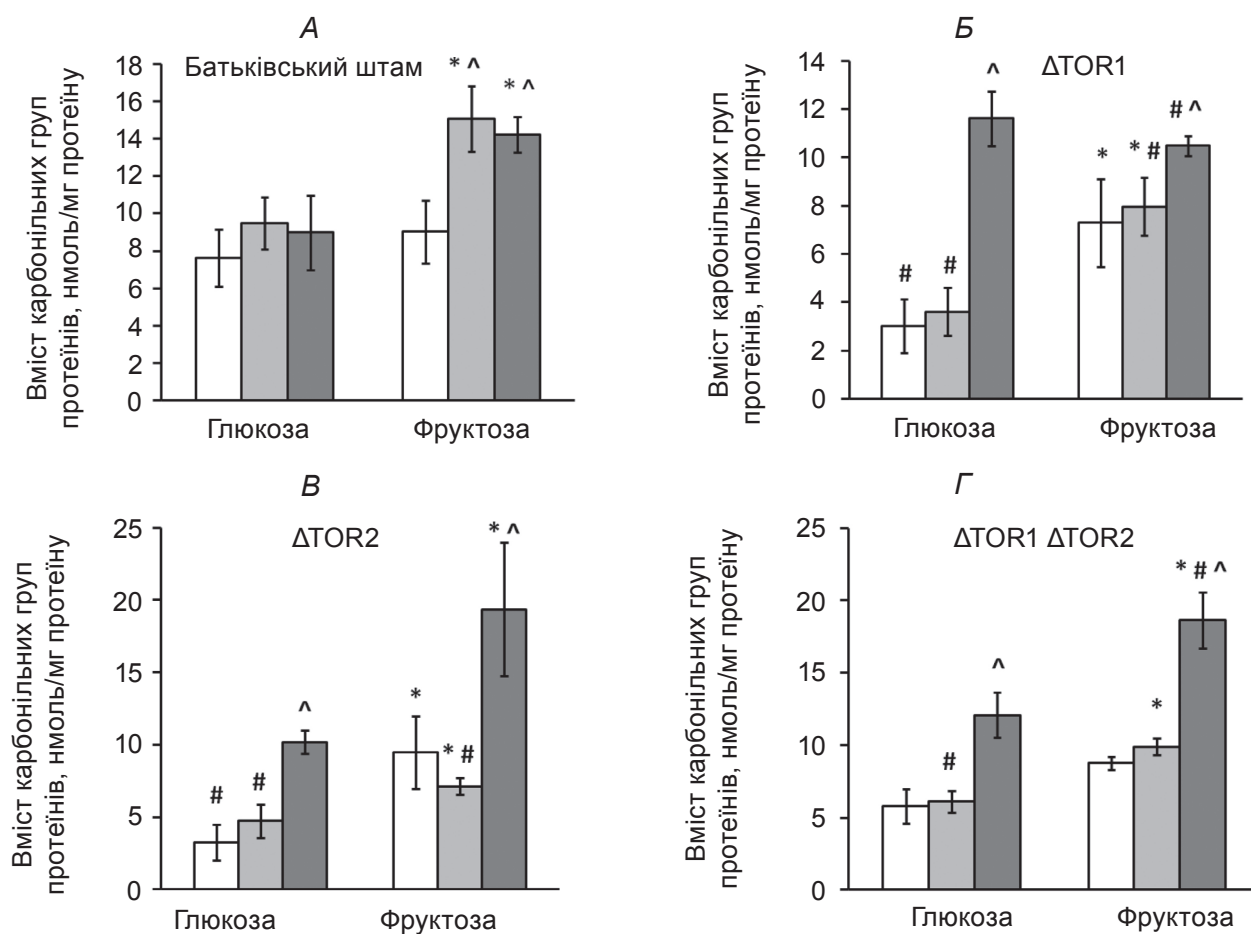 А
Батьківський штам
Вміст карбонільних груп
протеїнів, нмоль/мг протеїну
18
16
14
12
10
8
6
4
2
0
* ^
* ^
Глюкоза
Фруктоза
Б
ΔTOR1
Вміст карбонільних груп
протеїнів, нмоль/мг протеїну
14
12
10
8
6
4
2
0
#
#
^
*
* #
# ^
Глюкоза
Фруктоза
В
ΔTOR2
Вміст карбонільних груп
протеїнів, нмоль/мг протеїну
25
20
15
10
5
0
#
#
^
*
* #
* ^
Глюкоза
Фруктоза
Г
ΔTOR1 ΔTOR2
Вміст карбонільних груп
протеїнів, нмоль/мг протеїну
25
20
15
10
5
0
#
^
*
* # ^
Глюкоза
Фруктоза